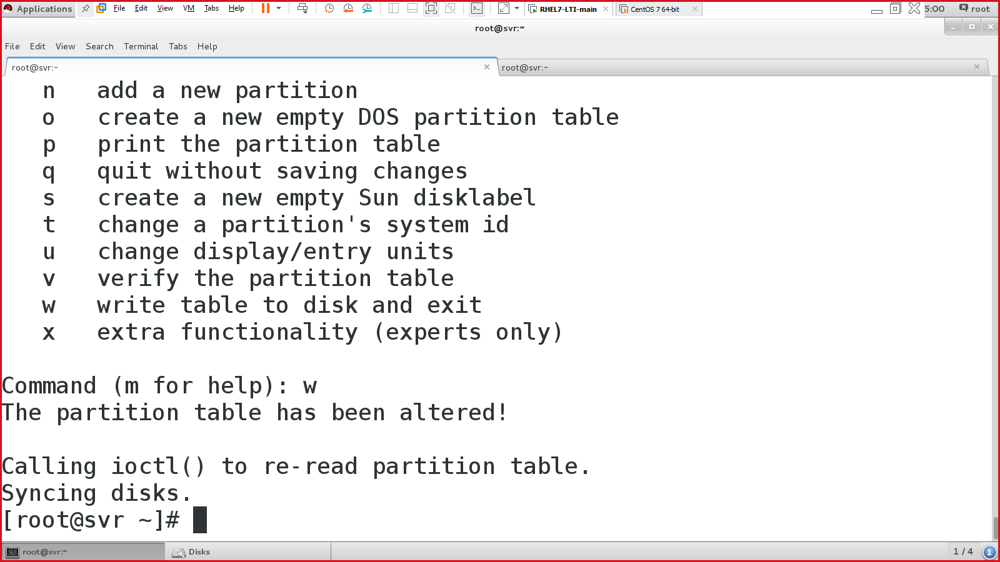 Applications File Edit View VM Tabs Help RHEL7-LTI-main CentOS 7 64-bit 5:00 root
root@svr:~
File Edit View Search Terminal Tabs Help
root@svr:~ root@svr:~
n add a new partition
o create a new empty DOS partition table
p print the partition table
q quit without saving changes
s create a new empty Sun disklabel
t change a partition's system id
u change display/entry units
v verify the partition table
w write table to disk and exit
x extra functionality (experts only)
Command (m for help): w
The partition table has been altered!
Calling ioctl() to re-read partition table.
Syncing disks.
[root@svr ~]#
root@svr:~ Disks 1 / 4 1